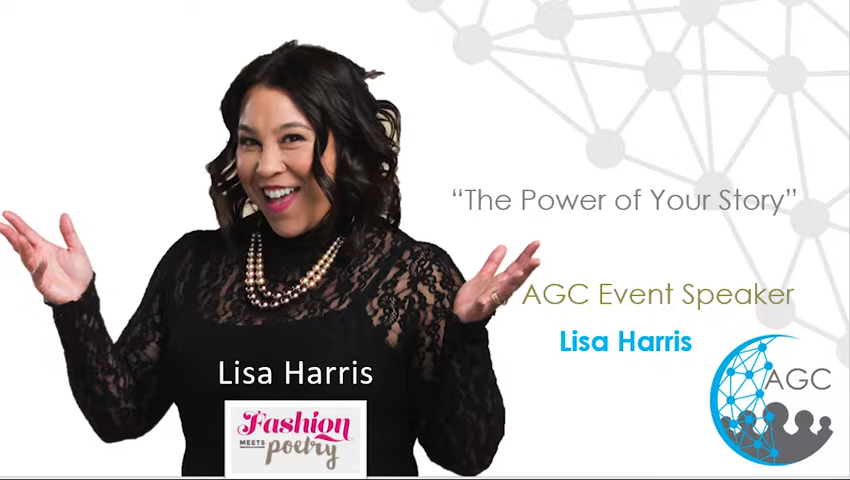 “The Power of Your Story”
AGC Event Speaker
Lisa Harris
Lisa Harris
Fashion
MEETS
poetry
AGC